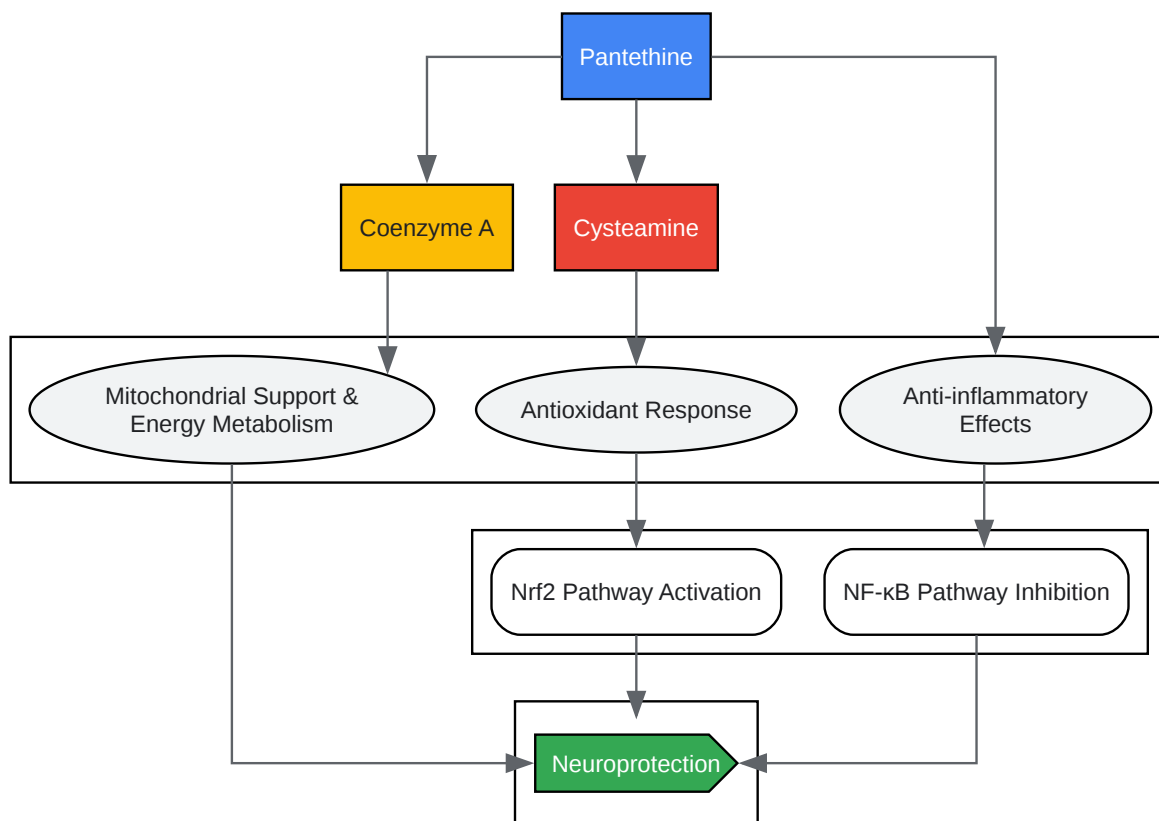 Pantethine
Coenzyme A
Cysteamine
Mitochondrial Support &
Energy Metabolism
Antioxidant Response
Anti-inflammatory
Effects
Nrf2 Pathway Activation
NF-κB Pathway Inhibition
Neuroprotection